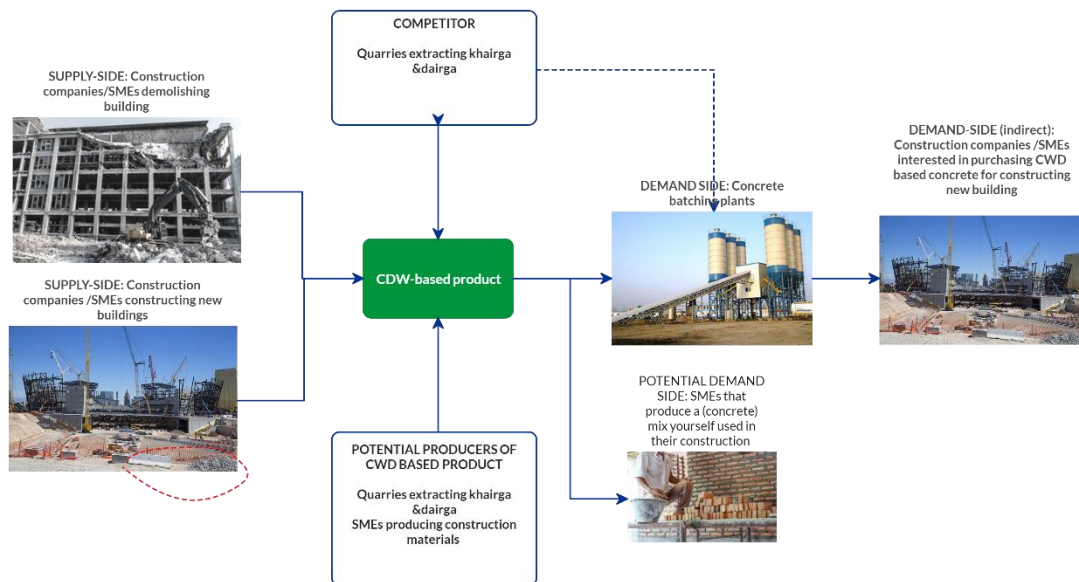 COMPETITOR
Quarries extracting khairga
&dairga
SUPPLY-SIDE: Construction
companies/SMEs demolishing
building
SUPPLY-SIDE: Construction
companies /SMEs constructing new
buildings
CDW-based product
POTENTIAL PRODUCERS OF
CWD BASED PRODUCT
Quarries extracting khairga
&dairga
SMEs producing construction
materials
DEMAND SIDE: Concrete
batching plants
POTENTIAL DEMAND
SIDE: SMEs that
produce a (concrete)
mix yourself used in
their construction
DEMAND-SIDE (indirect):
Construction companies /SMEs
interested in purchasing CWD
based concrete for constructing
new building